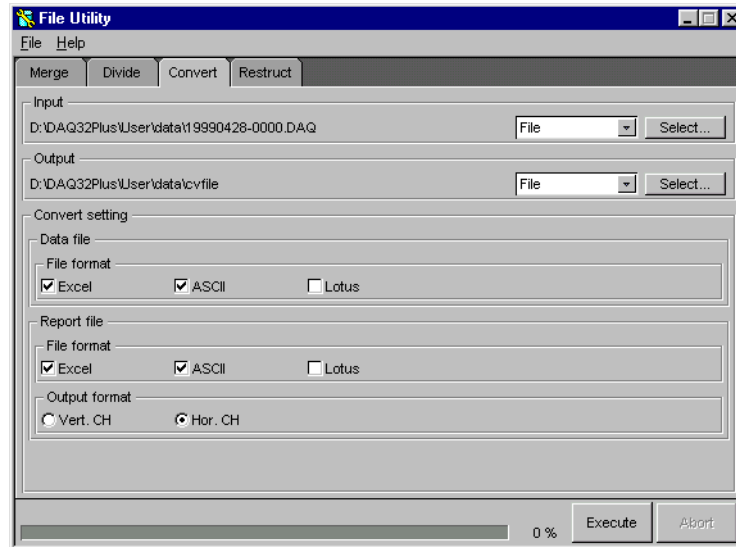 File Utility
File Help
Merge Divide Convert Restruct
Input
D:\DAQ32Plus\User\data\19990428-0000.DAQ File Select...
Output
D:\DAQ32Plus\User\data\cvfile File Select...
Convert setting
Data file
File format
Excel ASCII Lotus
Report file
File format
Excel ASCII Lotus
Output format
Vert. CH Hor. CH
0 % Execute Abort